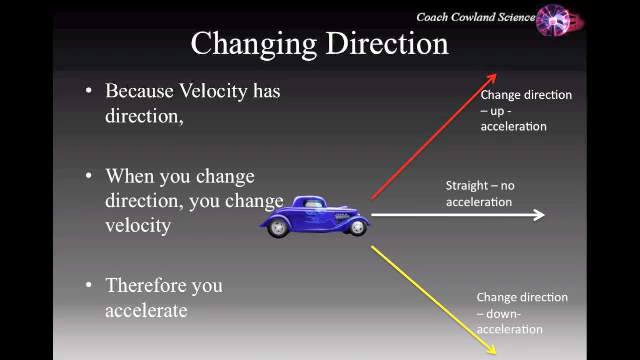 Coach Cowland Science
Changing Direction
• Because Velocity has
direction,
• When you change
direction, you change
velocity
• Therefore you
accelerate
Change direction
– up -
acceleration
Straight – no
acceleration
Change direction
– down-
acceleration